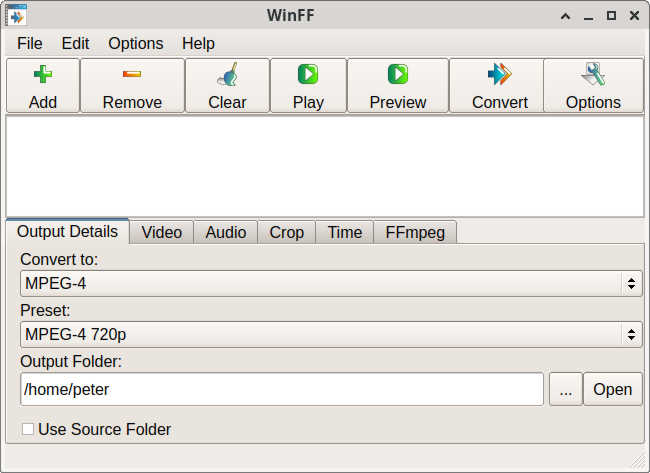 WinFF
File Edit Options Help
Add Remove Clear Play Preview Convert Options
Output Details Video Audio Crop Time FFmpeg
Convert to:
MPEG-4
Preset:
MPEG-4 720p
Output Folder:
/home/peter ... Open
Use Source Folder